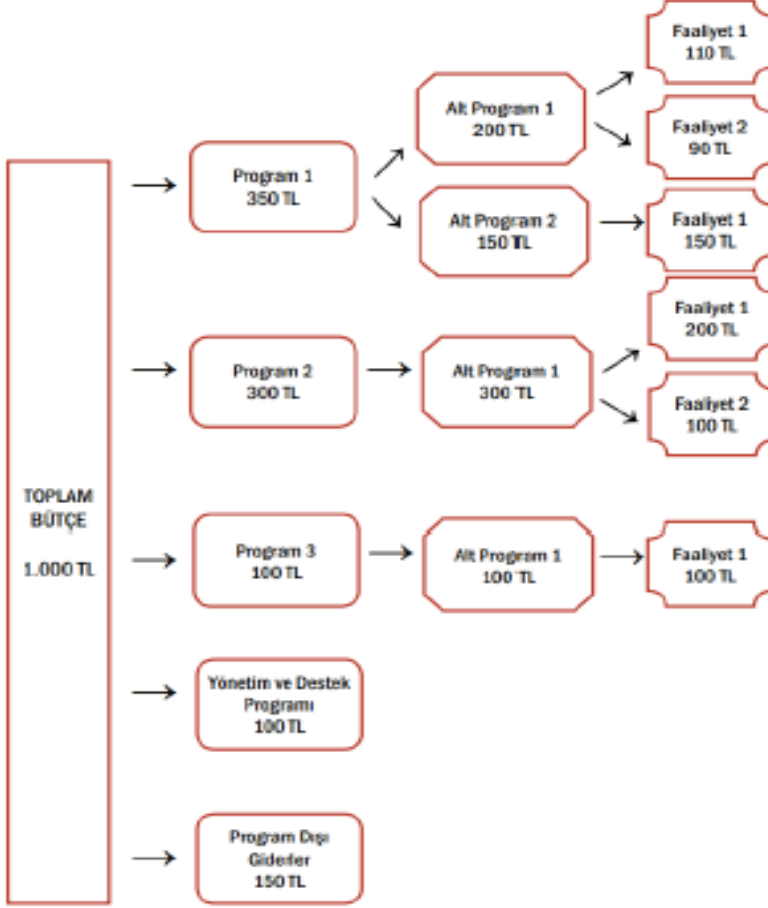 TOPLAM
BÜTÇE
1.000 TL
Program 1
350 TL
Alt Program 1
200 TL
Faaliyet 1
110 TL
Faaliyet 2
90 TL
Alt Program 2
150 TL
Faaliyet 1
150 TL
Program 2
300 TL
Alt Program 1
300 TL
Faaliyet 1
200 TL
Faaliyet 2
100 TL
Program 3
100 TL
Alt Program 1
100 TL
Faaliyet 1
100 TL
Yönetim ve Destek
Programı
100 TL
Program Dışı
Giderler
150 TL